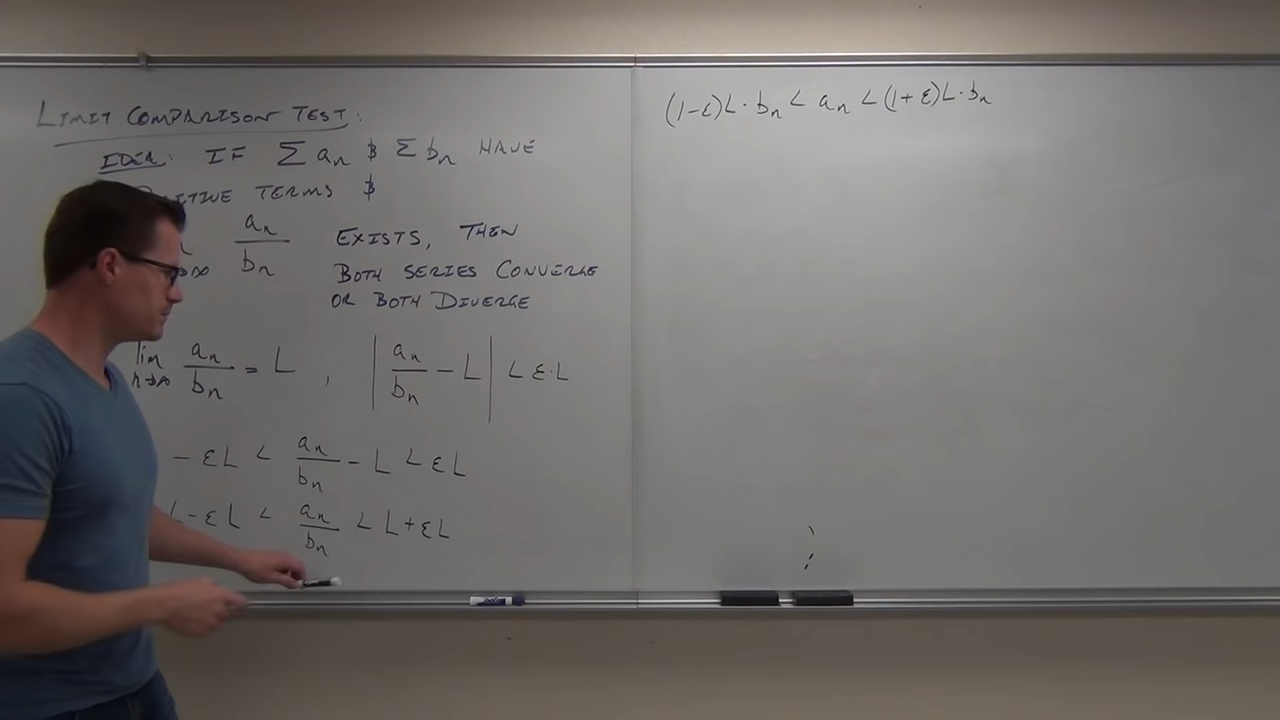 LIMIT COMPARISON TEST:
IDEA: IF Σ aₙ & Σ bₙ HAVE
TERMS &
aₙ/bₙ EXISTS, THEN
BOTH SERIES CONVERGE
OR BOTH DIVERGE
lim n→∞ aₙ/bₙ = L , |aₙ/bₙ - L| < ε·L
-εL < aₙ/bₙ - L < εL
L-εL < aₙ/bₙ < L+εL
(1-ε)L·bₙ < aₙ < (1+ε)L·bₙ